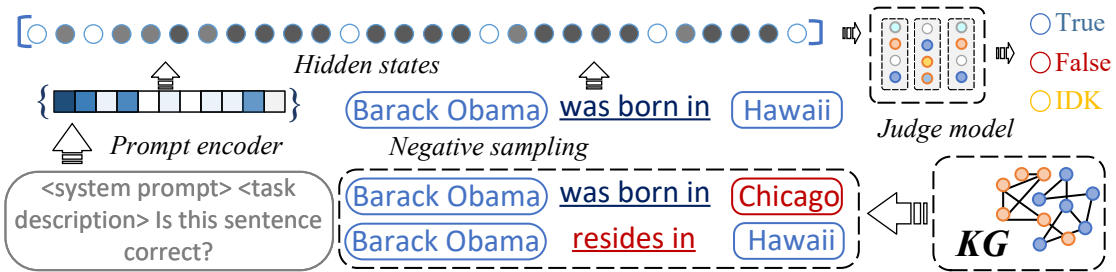 Hidden states
True
False
IDK
Judge model
Barack Obama was born in Hawaii
Prompt encoder
Negative sampling
<system prompt> <task
description> Is this sentence
correct?
Barack Obama was born in Chicago
Barack Obama resides in Hawaii
KG